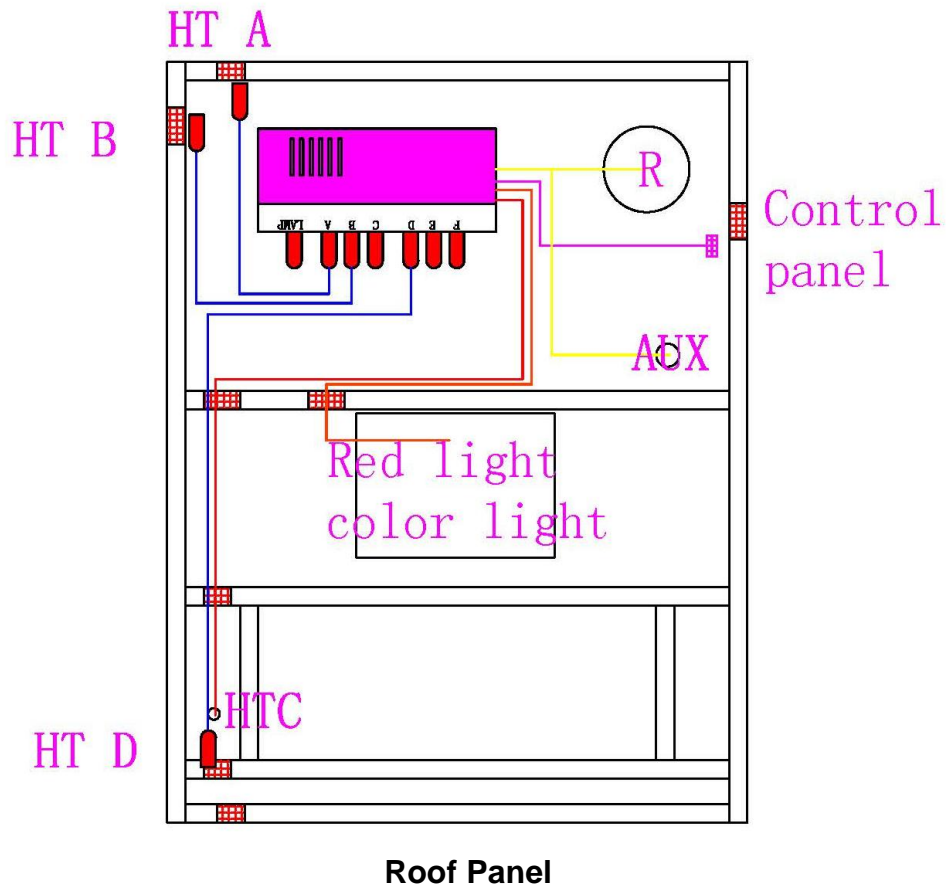 HT A
HT B
R
Control
panel
LAMP A B C D E F
AUX
Red light
color light
HTC
HT D
Roof Panel